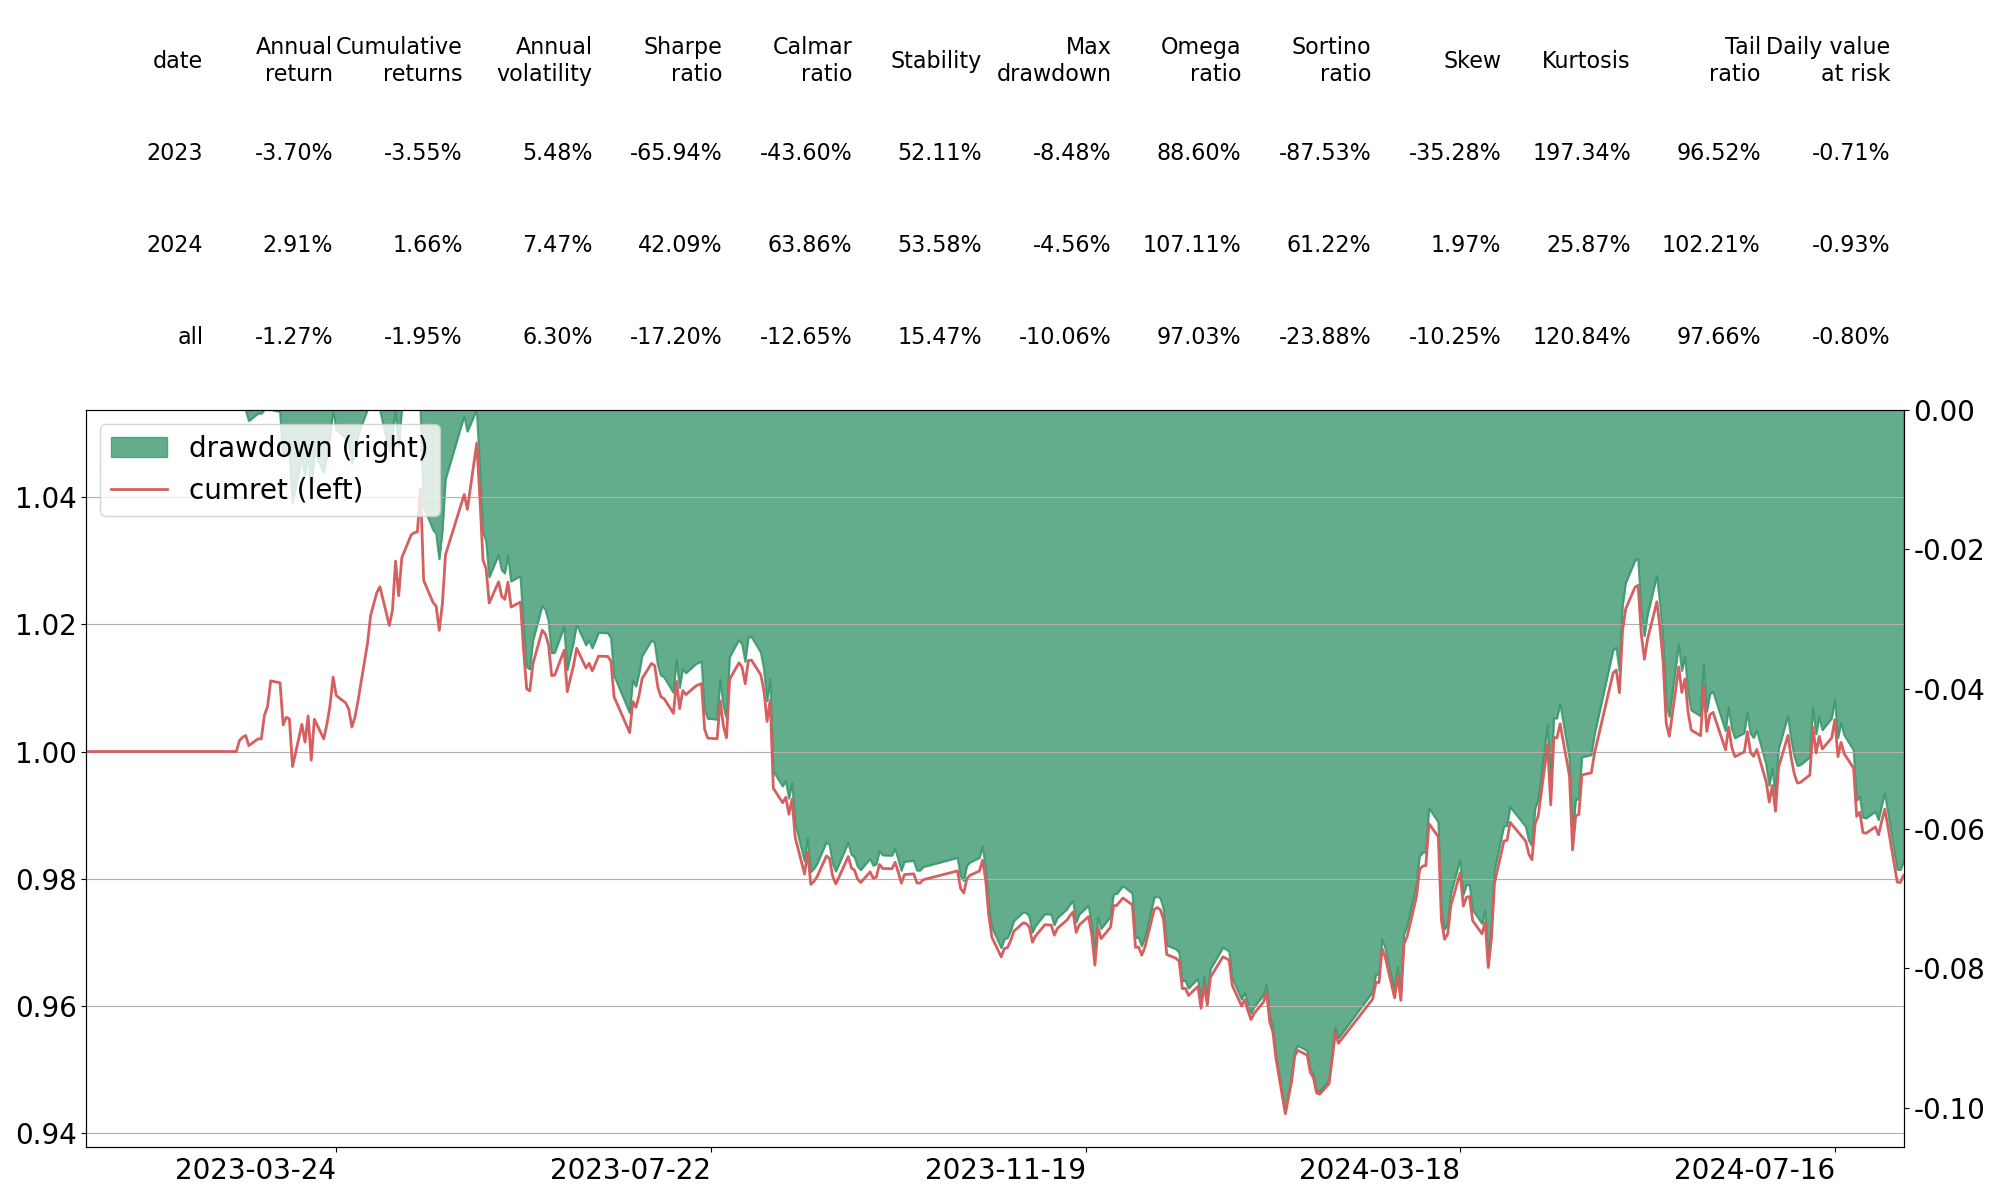 date Annual return Cumulative returns Annual volatility Sharpe ratio Calmar ratio Stability Max drawdown Omega ratio Sortino ratio Skew Kurtosis Tail ratio Daily value at risk
2023 -3.70% -3.55% 5.48% -65.94% -43.60% 52.11% -8.48% 88.60% -87.53% -35.28% 197.34% 96.52% -0.71%
2024 2.91% 1.66% 7.47% 42.09% 63.86% 53.58% -4.56% 107.11% 61.22% 1.97% 25.87% 102.21% -0.93%
all -1.27% -1.95% 6.30% -17.20% -12.65% 15.47% -10.06% 97.03% -23.88% -10.25% 120.84% 97.66% -0.80%
drawdown (right)
cumret (left)
1.04
1.02
1.00
0.98
0.96
0.94
0.00
-0.02
-0.04
-0.06
-0.08
-0.10
2023-03-24 2023-07-22 2023-11-19 2024-03-18 2024-07-16